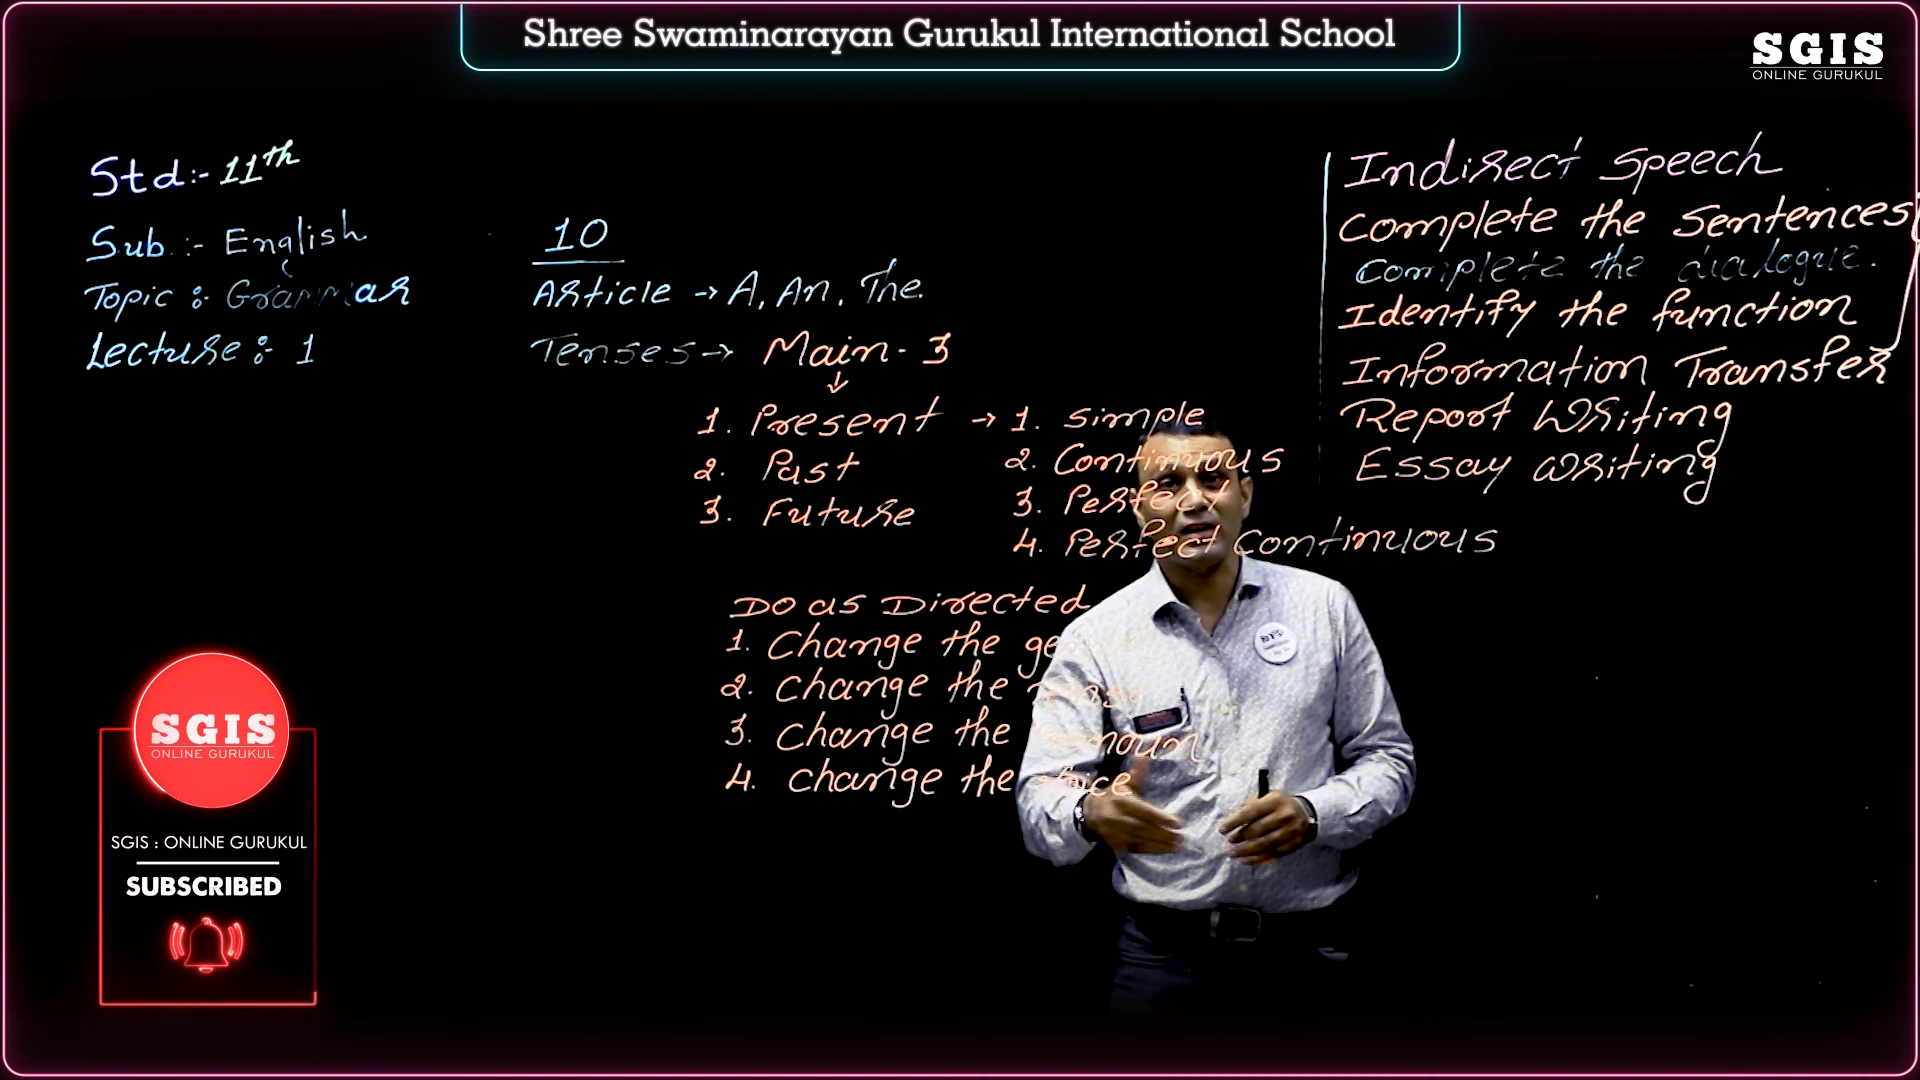 Shree Swaminarayan Gurukul International School
SGIS
ONLINE GURUKUL
Std:- 11th
Sub.:- English
Topic :- Grammar
Lecture :- 1
10
Article → A, An, The.
Tenses → Main - 3
↓
1. Present → 1. Simple
2. Past
2. Continuous
3. Future
3. Perfect
4. Perfect Continuous
Do as Directed
1. Change the
2. Change the
3. Change the
4. Change the
Indirect Speech
Complete the Sentences
Complete the dialogue.
Identify the function
Information Transfer
Report Writing
Essay Writing
SGIS
ONLINE GURUKUL
SGIS : ONLINE GURUKUL
SUBSCRIBED